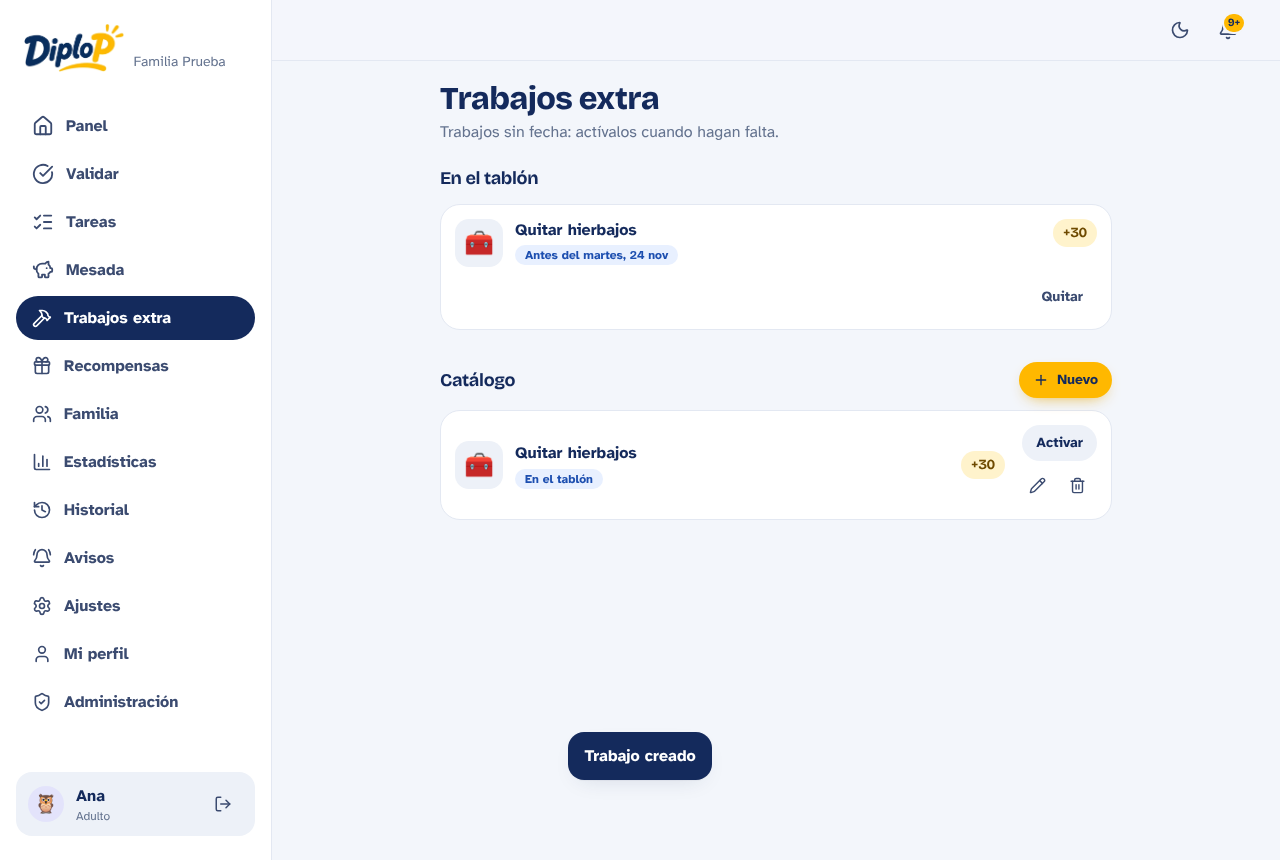 DiploP
Familia Prueba
Panel
Validar
Tareas
Mesada
Trabajos extra
Recompensas
Familia
Estadísticas
Historial
Avisos
Ajustes
Mi perfil
Administración
Ana
Adulto
9+
Trabajos extra
Trabajos sin fecha: actívalos cuando hagan falta.
En el tablón
Quitar hierbajos
+30
Antes del martes, 24 nov
Quitar
Catálogo
Nuevo
Quitar hierbajos
En el tablón
+30
Activar
Trabajo creado